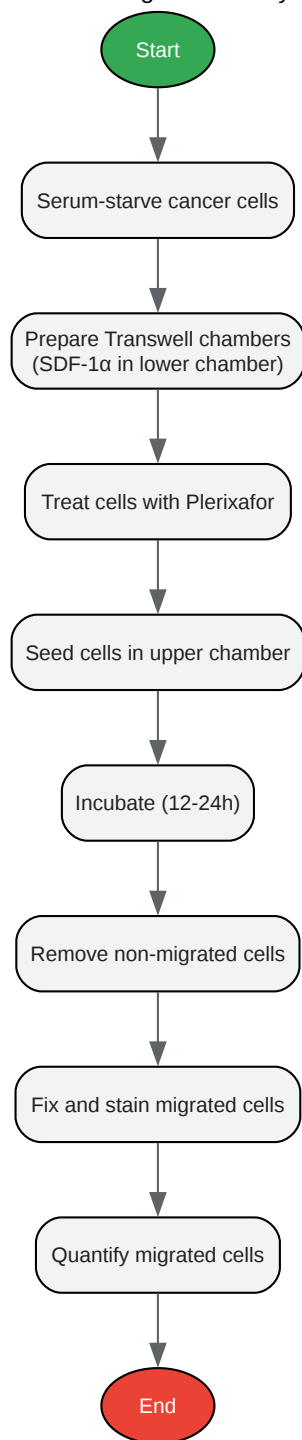 Start
Serum-starve cancer cells
Prepare Transwell chambers
(SDF-1α in lower chamber)
Treat cells with Plerixafor
Seed cells in upper chamber
Incubate (12-24h)
Remove non-migrated cells
Fix and stain migrated cells
Quantify migrated cells
End